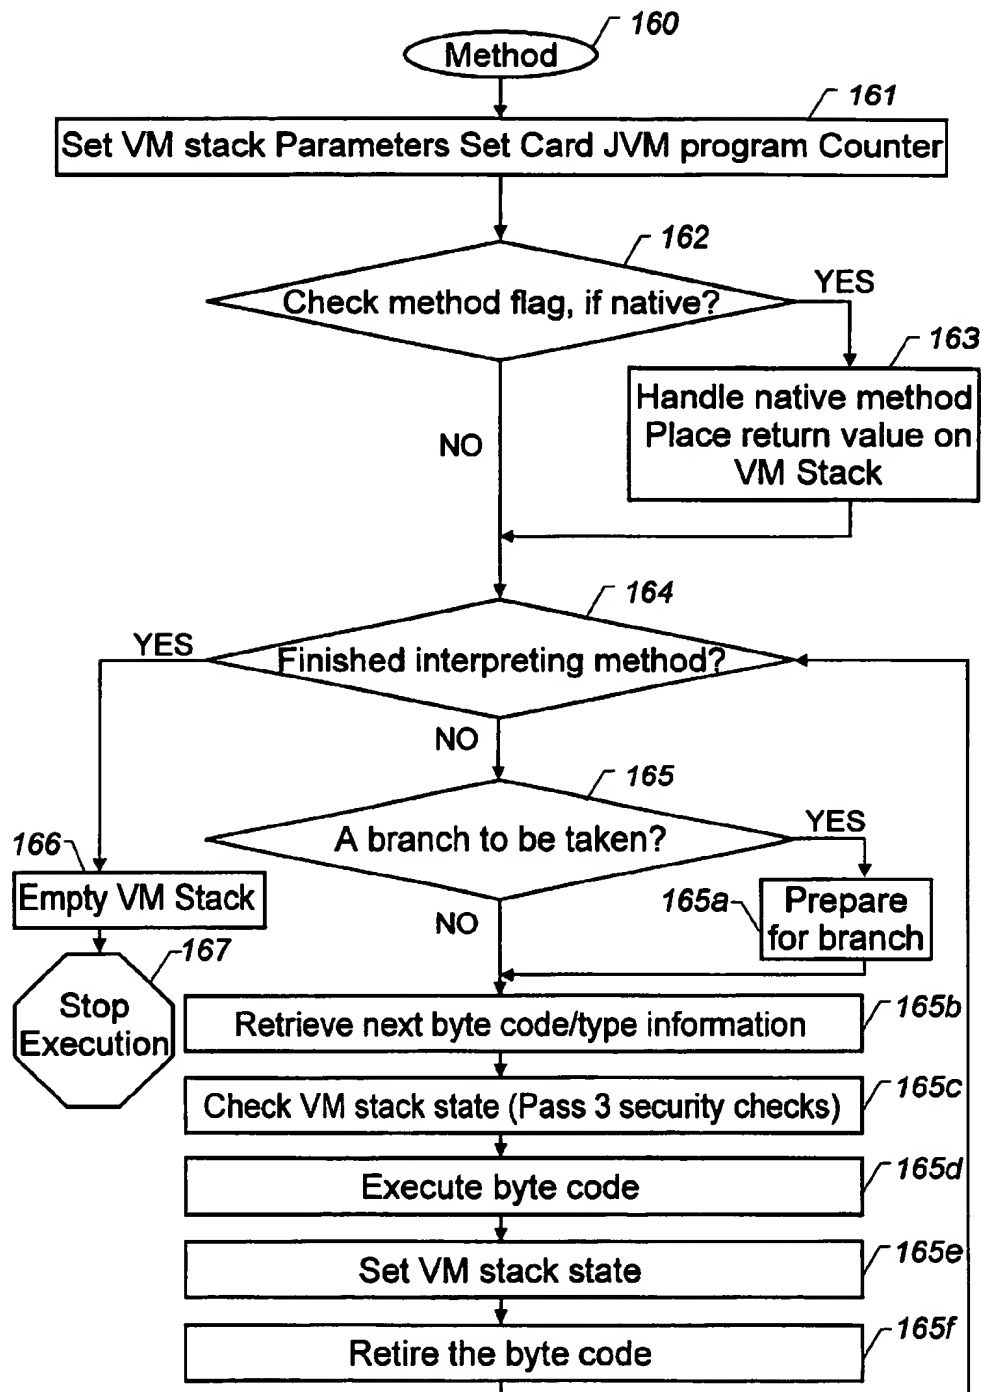 160
Method
161
Set VM stack Parameters Set Card JVM program Counter
162
Check method flag, if native?
YES
163
Handle native method
Place return value on
VM Stack
NO
164
YES
Finished interpreting method?
NO
165
A branch to be taken?
YES
166
Empty VM Stack
165a
Prepare
for branch
NO
167
Stop
Execution
165b
Retrieve next byte code/type information
165c
Check VM stack state (Pass 3 security checks)
165d
Execute byte code
165e
Set VM stack state
165f
Retire the byte code